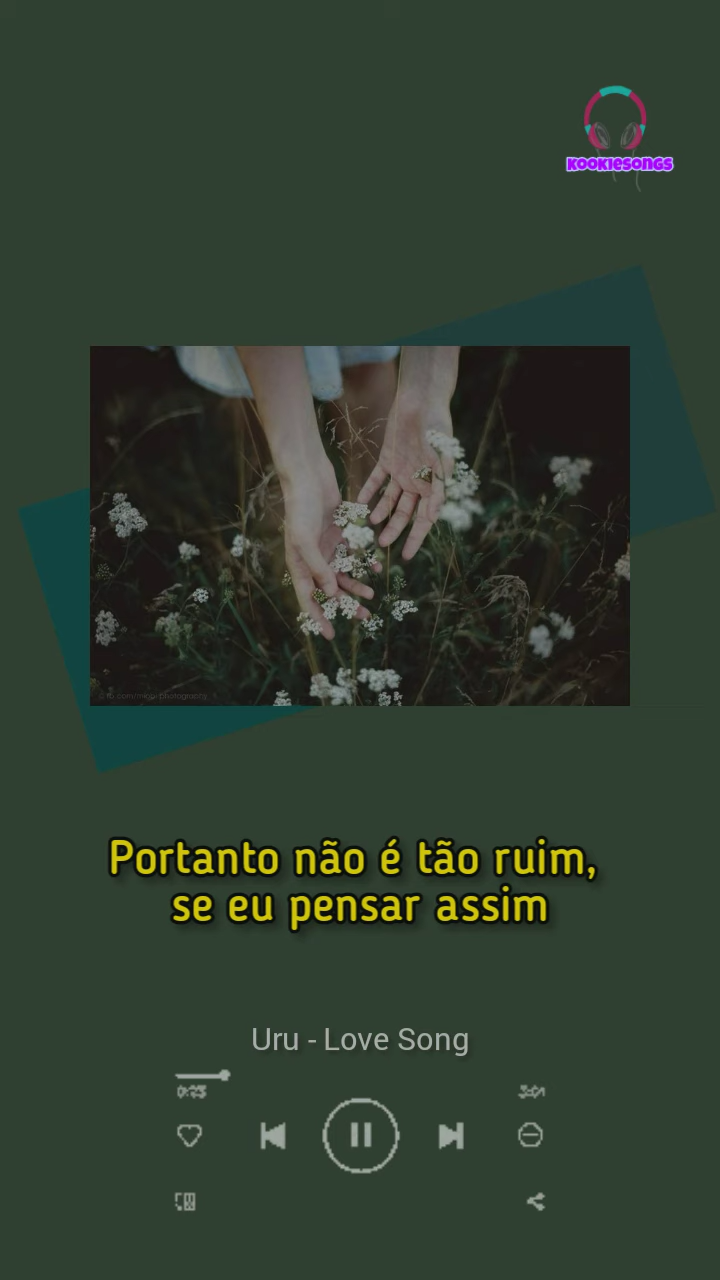 KOOKIESONGS
Portanto não é tão ruim,
se eu pensar assim
Uru - Love Song